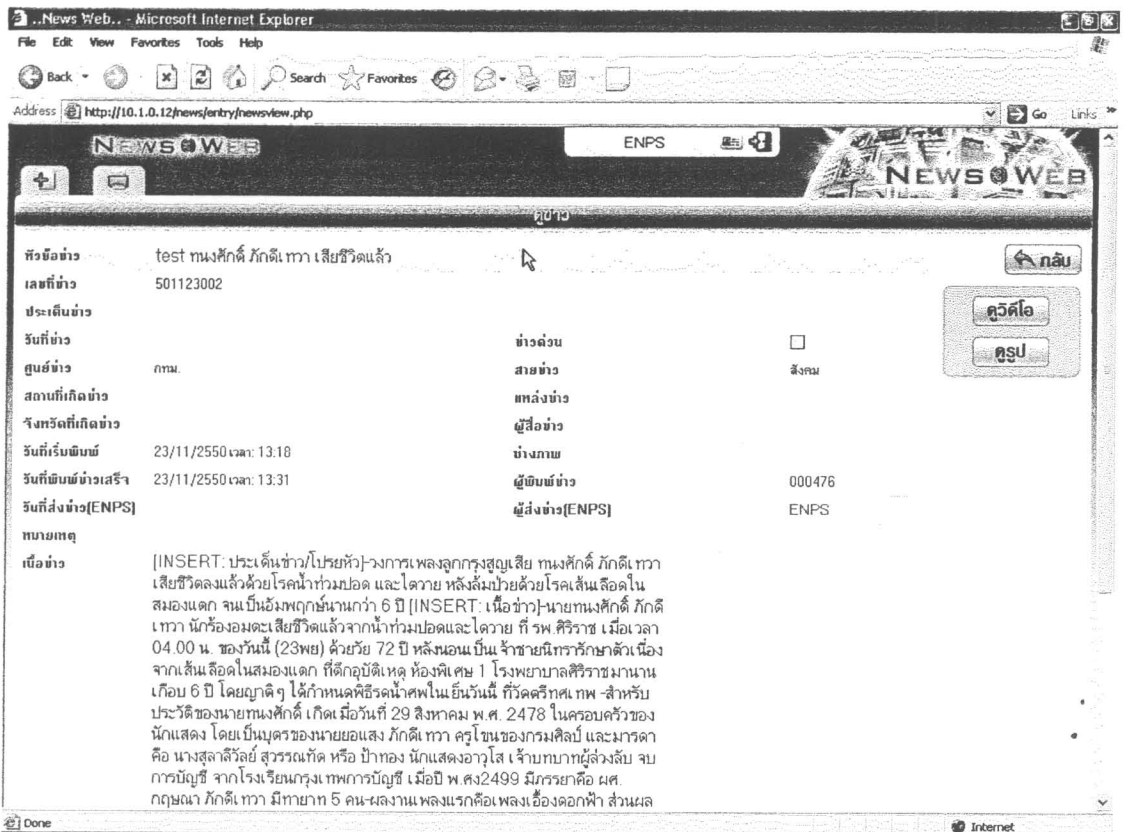 ..News Web.. - Microsoft Internet Explorer
File Edit View Favorites Tools Help
Back Search Favorites
Address http://10.1.0.12/news/entry/newsview.php Go Links
NEWS@WEB ENPS NEWS@WEB
ดูข่าว
หัวข้อข่าว test ทนงศักดิ์ ภักดีเทวา เสียชีวิตแล้ว กลับ
เลขที่ข่าว 501123002
ประเด็นข่าว ดูวิดีโอ
วันที่ข่าว ข่าวด่วน ดูรูป
ศูนย์ข่าว กทม. สายข่าว สังคม
สถานที่เกิดข่าว แหล่งข่าว
จังหวัดที่เกิดข่าว ผู้สื่อข่าว
วันที่เริ่มพิมพ์ 23/11/2550 เวลา: 13:18 ช่างภาพ
วันที่พิมพ์ข่าวเสร็จ 23/11/2550 เวลา: 13:31 ผู้พิมพ์ข่าว 000476
วันที่ส่งข่าว[ENPS] ผู้ส่งข่าว[ENPS] ENPS
หมายเหตุ
เนื้อข่าว [INSERT: ประเด็นข่าว/โปรยหัว]-วงการเพลงลูกกรุงสูญเสีย ทนงศักดิ์ ภักดีเทวา
เสียชีวิตลงแล้วด้วยโรคน้ำท่วมปอด และไตวาย หลังล้มป่วยด้วยโรคเส้นเลือดใน
สมองแตก จนเป็นอัมพฤกษ์นานกว่า 6 ปี [INSERT: เนื้อข่าว]-นายทนงศักดิ์ ภักดี
เทวา นักร้องอมตะเสียชีวิตแล้วจากน้ำท่วมปอดและไตวาย ที่ รพ.ศิริราช เมื่อเวลา
04.00 น. ของวันนี้ (23พย) ด้วยวัย 72 ปี หลังนอนเป็นเจ้าชายนิทรารักษาตัวเนื่อง
จากเส้นเลือดในสมองแตก ที่ตึกอุบัติเหตุ ห้องพิเศษ 1 โรงพยาบาลศิริราชมานาน
เกือบ 6 ปี โดยญาติๆ ได้กำหนดพิธีรดน้ำศพในเย็นวันนี้ ที่วัดตรีทศเทพ -สำหรับ
ประวัติของนายทนงศักดิ์ เกิดเมื่อวันที่ 29 สิงหาคม พ.ศ. 2478 ในครอบครัวของ
นักแสดง โดยเป็นบุตรของนายยอแสง ภักดีเทวา ครูโขนของกรมศิลป์ และมารดา
คือ นางสุลาลีวัลย์ สุวรรณทัต หรือ ป้าทอง นักแสดงอาวุโส เจ้าบทบาทผู้ล่วงลับ จบ
การบัญชี จากโรงเรียนกรุงเทพการบัญชี เมื่อปี พ.ศง2499 มีภรรยาคือ ผศ.
กฤษณา ภักดีเทวา มีทายาท 5 คน-ผลงานเพลงแรกคือเพลงเอื้องดอกฟ้า ส่วนผล
Done Internet